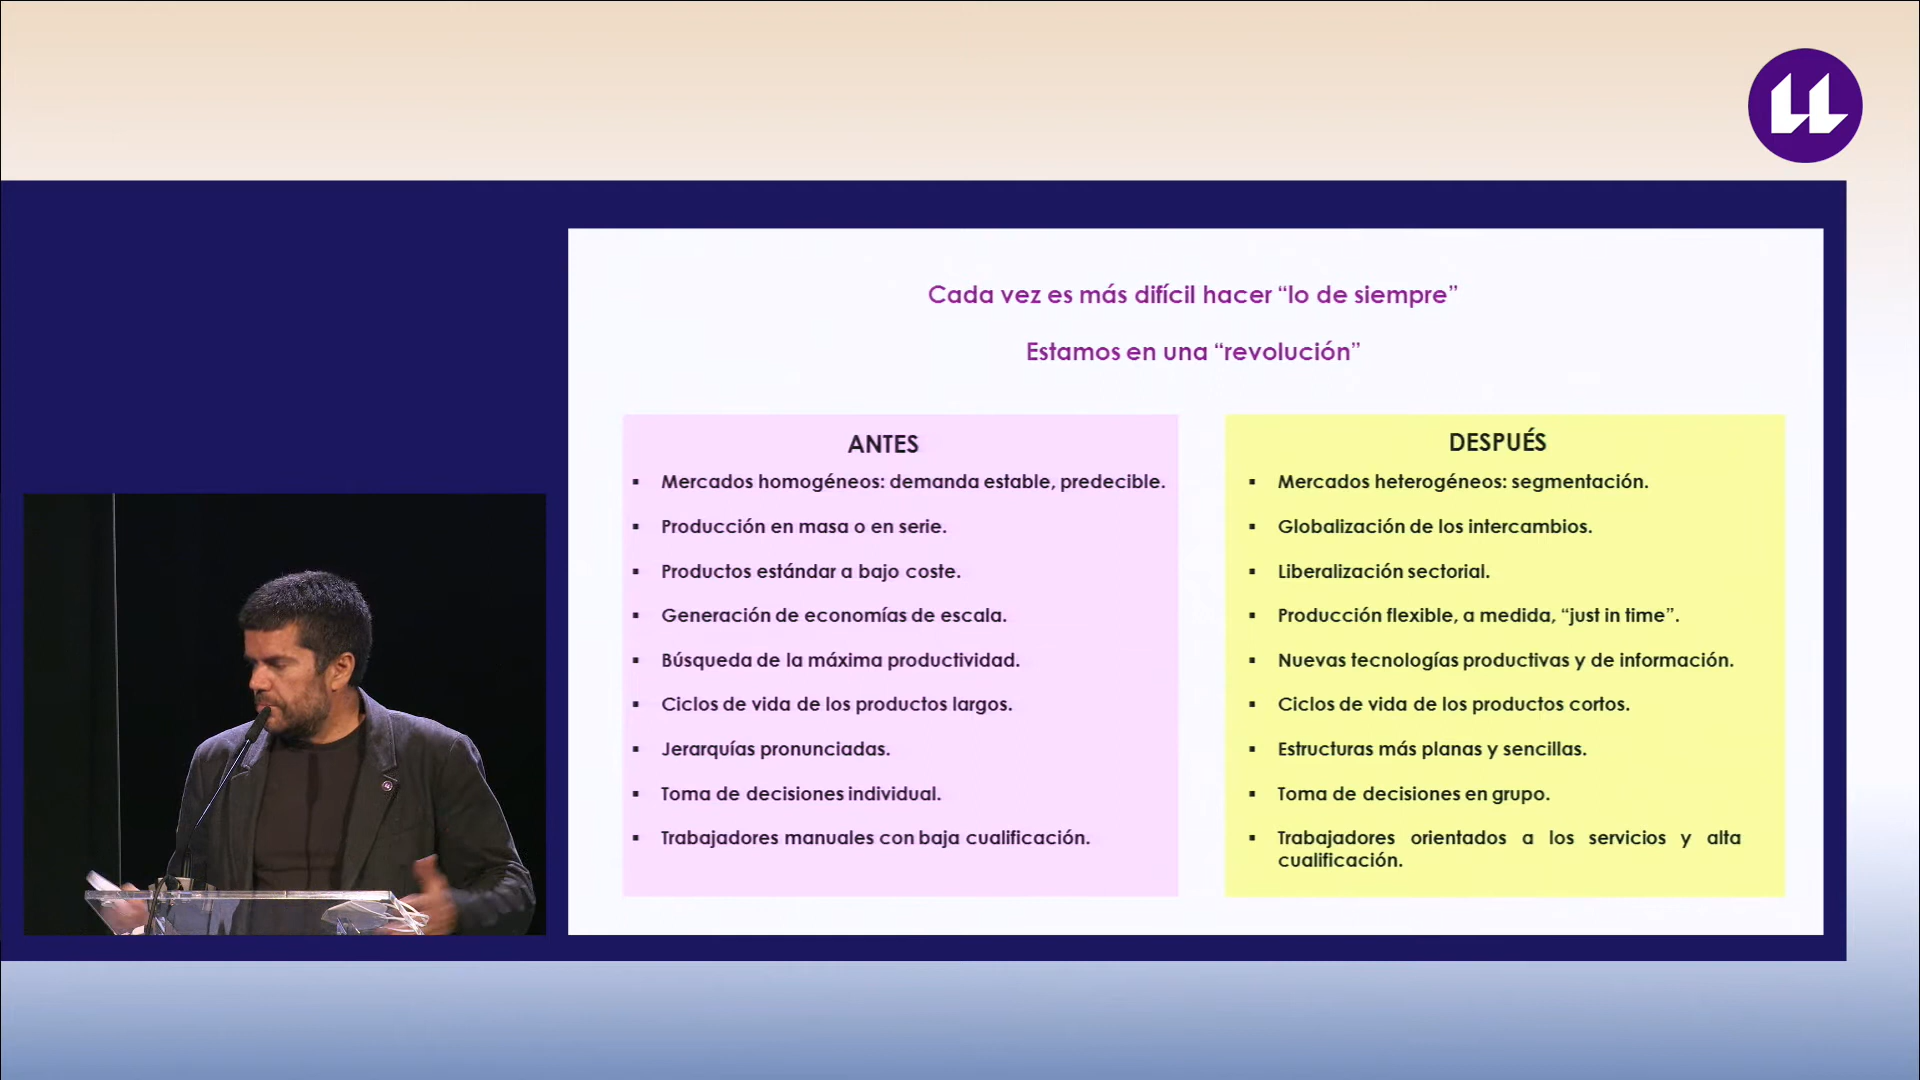 Cada vez es más difícil hacer “lo de siempre”
Estamos en una “revolución”
ANTES
▪ Mercados homogéneos: demanda estable, predecible.
▪ Producción en masa o en serie.
▪ Productos estándar a bajo coste.
▪ Generación de economías de escala.
▪ Búsqueda de la máxima productividad.
▪ Ciclos de vida de los productos largos.
▪ Jerarquías pronunciadas.
▪ Toma de decisiones individual.
▪ Trabajadores manuales con baja cualificación.
DESPUÉS
▪ Mercados heterogéneos: segmentación.
▪ Globalización de los intercambios.
▪ Liberalización sectorial.
▪ Producción flexible, a medida, “just in time”.
▪ Nuevas tecnologías productivas y de información.
▪ Ciclos de vida de los productos cortos.
▪ Estructuras más planas y sencillas.
▪ Toma de decisiones en grupo.
▪ Trabajadores orientados a los servicios y alta
cualificación.